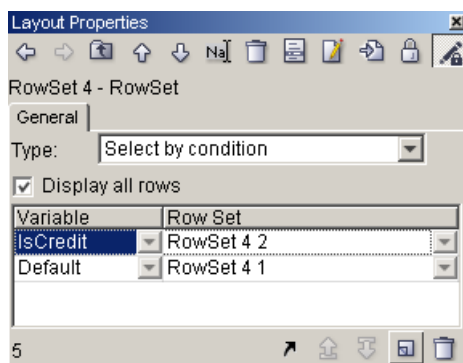 Layout Properties
Na
RowSet 4 - RowSet
General
Type: Select by condition
Display all rows
Variable Row Set
IsCredit RowSet 4 2
Default RowSet 4 1
5